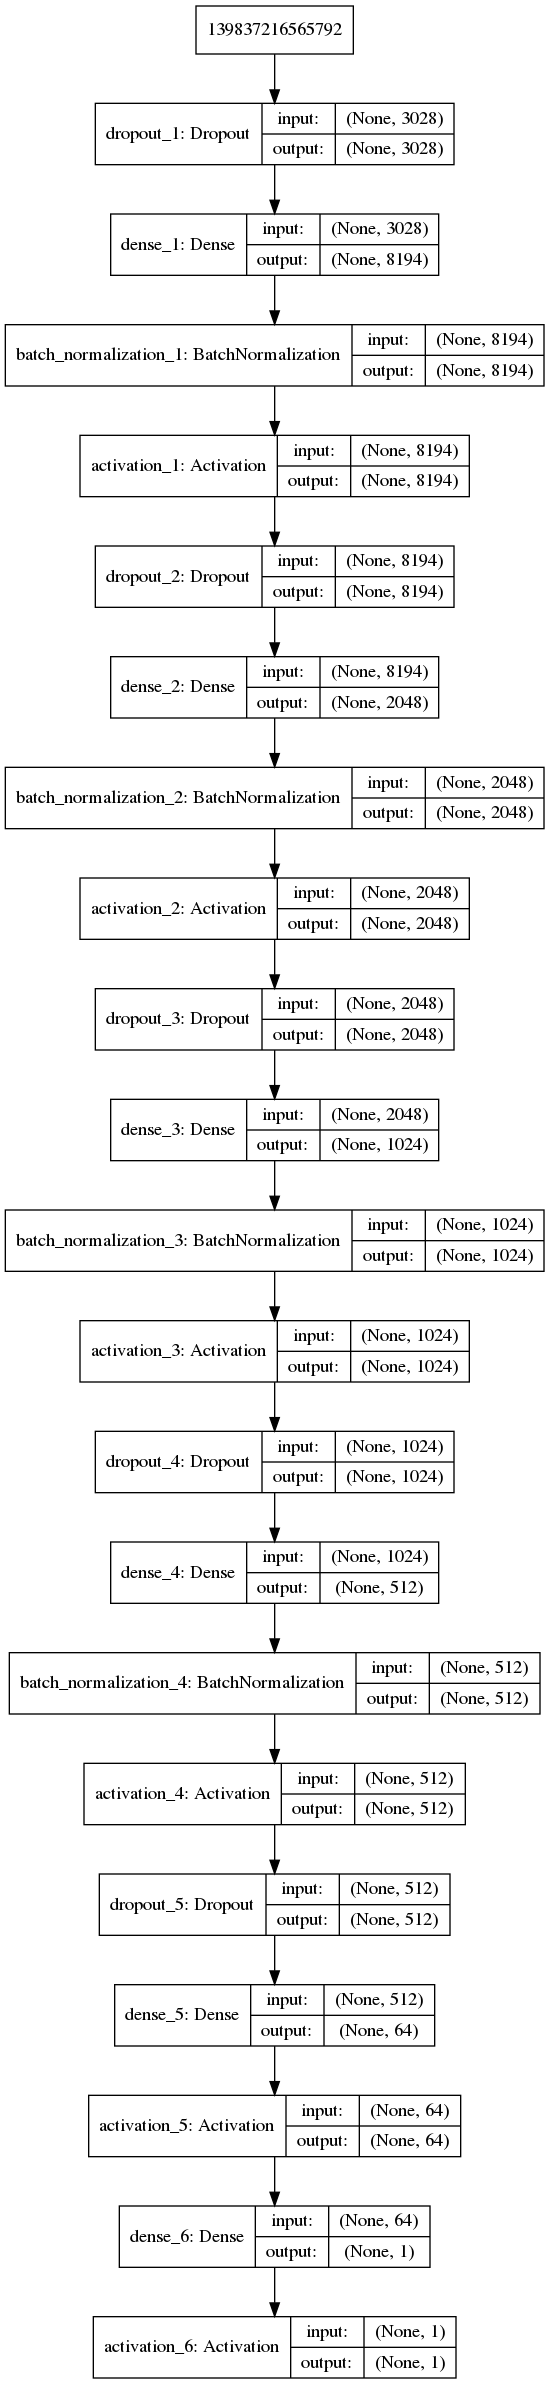 139837216565792
dropout_1: Dropout input: (None, 3028)
output: (None, 3028)
dense_1: Dense input: (None, 3028)
output: (None, 8194)
batch_normalization_1: BatchNormalization input: (None, 8194)
output: (None, 8194)
activation_1: Activation input: (None, 8194)
output: (None, 8194)
dropout_2: Dropout input: (None, 8194)
output: (None, 8194)
dense_2: Dense input: (None, 8194)
output: (None, 2048)
batch_normalization_2: BatchNormalization input: (None, 2048)
output: (None, 2048)
activation_2: Activation input: (None, 2048)
output: (None, 2048)
dropout_3: Dropout input: (None, 2048)
output: (None, 2048)
dense_3: Dense input: (None, 2048)
output: (None, 1024)
batch_normalization_3: BatchNormalization input: (None, 1024)
output: (None, 1024)
activation_3: Activation input: (None, 1024)
output: (None, 1024)
dropout_4: Dropout input: (None, 1024)
output: (None, 1024)
dense_4: Dense input: (None, 1024)
output: (None, 512)
batch_normalization_4: BatchNormalization input: (None, 512)
output: (None, 512)
activation_4: Activation input: (None, 512)
output: (None, 512)
dropout_5: Dropout input: (None, 512)
output: (None, 512)
dense_5: Dense input: (None, 512)
output: (None, 64)
activation_5: Activation input: (None, 64)
output: (None, 64)
dense_6: Dense input: (None, 64)
output: (None, 1)
activation_6: Activation input: (None, 1)
output: (None, 1)